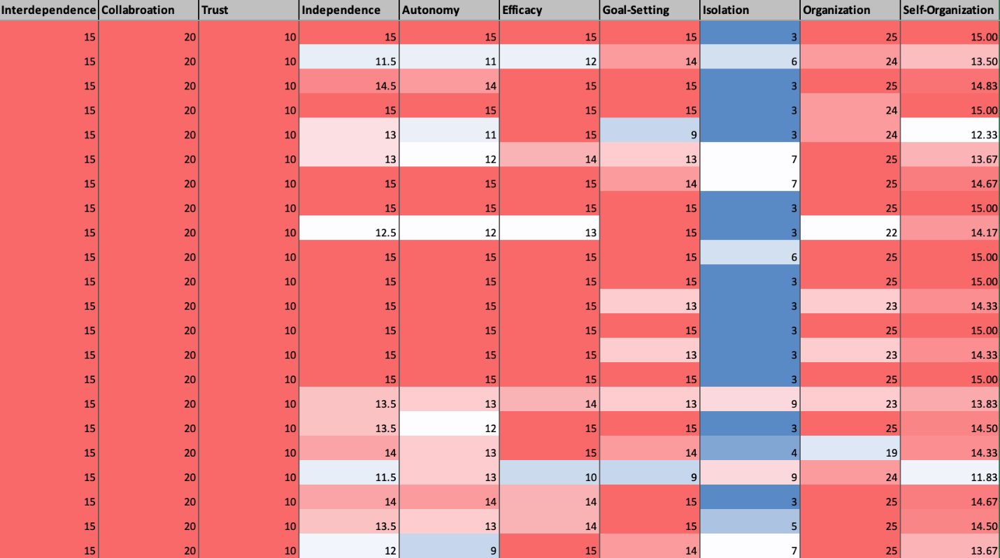 Interdependence Collabroation Trust Independence Autonomy Efficacy Goal-Setting Isolation Organization Self-Organization
15 20 10 15 15 15 15 3 25 15.00
15 20 10 11.5 11 12 14 6 24 13.50
15 20 10 14.5 14 15 15 3 25 14.83
15 20 10 15 15 15 15 3 24 15.00
15 20 10 13 11 15 9 3 24 12.33
15 20 10 13 12 14 13 7 25 13.67
15 20 10 15 15 15 14 7 25 14.67
15 20 10 15 15 15 15 3 25 15.00
15 20 10 12.5 12 13 15 3 22 14.17
15 20 10 15 15 15 15 6 25 15.00
15 20 10 15 15 15 15 3 25 15.00
15 20 10 15 15 15 13 3 23 14.33
15 20 10 15 15 15 15 3 25 15.00
15 20 10 15 15 15 13 3 23 14.33
15 20 10 15 15 15 15 3 25 15.00
15 20 10 13.5 13 14 13 9 23 13.83
15 20 10 13.5 12 15 15 3 25 14.50
15 20 10 14 13 15 14 4 19 14.33
15 20 10 11.5 13 10 9 9 24 11.83
15 20 10 14 14 14 15 3 25 14.67
15 20 10 13.5 13 14 15 5 25 14.50
15 20 10 12 9 15 14 7 25 13.67